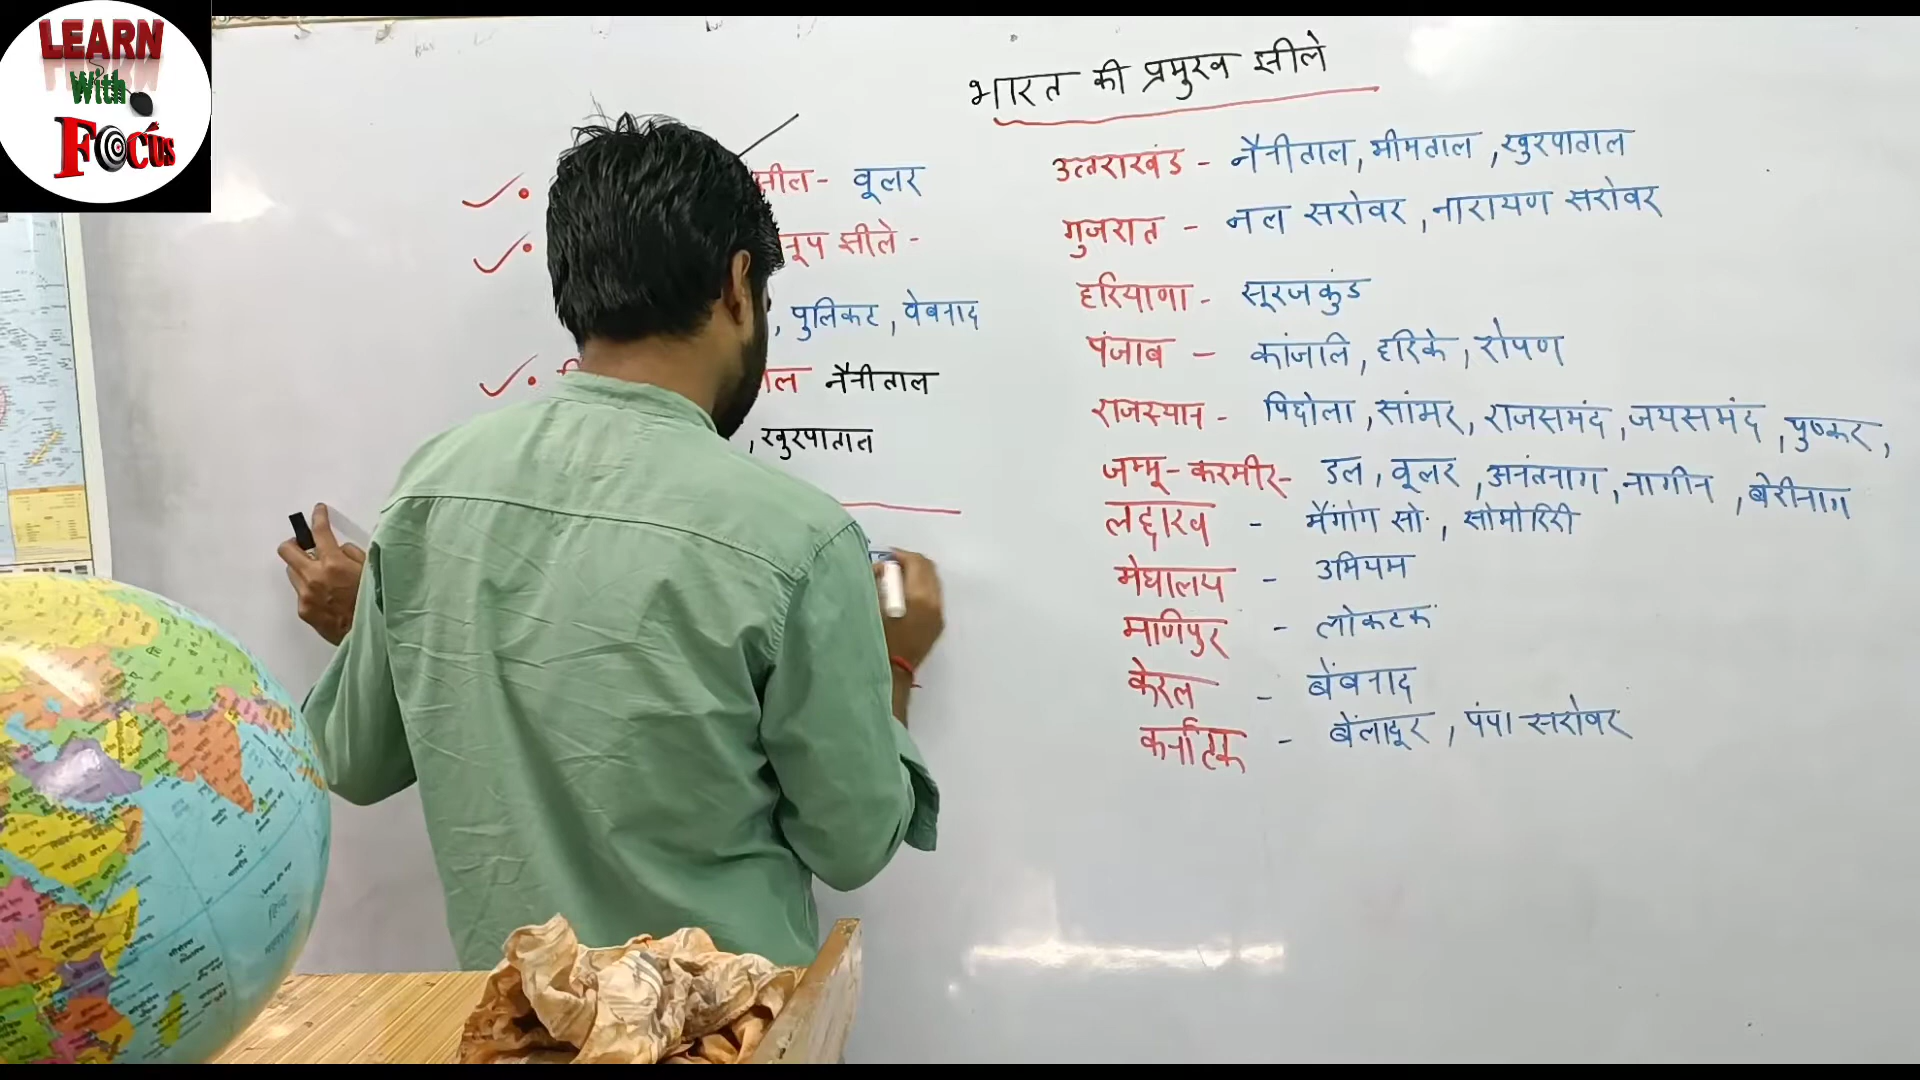 LEARN
With
Focus
भारत की प्रमुख झीले
झील - वूलर
नूप झीले -
, पुलिकट, वेबनाद
ताल नैनीताल
, खुरपाताल
उत्तराखंड - नैनीताल, भीमताल, खुरपाताल
गुजरात - नल सरोवर, नारायण सरोवर
हरियाणा - सूरजकुंड
पंजाब - कांजलि, हरिके, रोपण
राजस्थान - पिछोला, सांभर, राजसमंद, जयसमंद, पुष्कर,
जम्मू - कश्मीर - डल, वूलर, अनंतनाग, नागीन, बेरीनाग
लद्दाख - पैंगोंग सो, सोमोरिरी
मेघालय - उमियम
मणिपुर - लोकटक
केरल - बेंबनाद
कर्नाटक - बेंलादूर, पंपा सरोवर